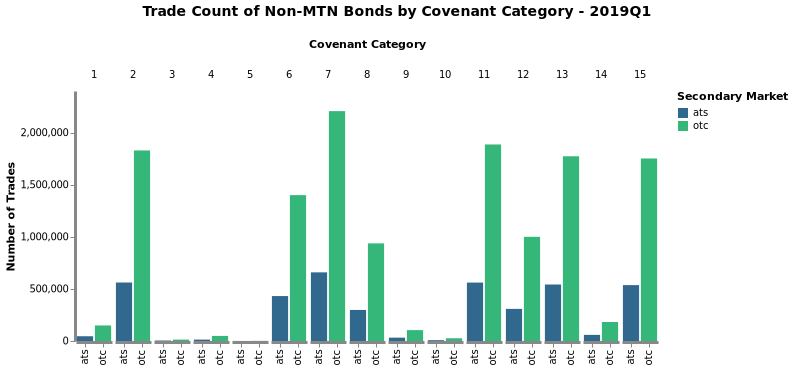 Trade Count of Non-MTN Bonds by Covenant Category - 2019Q1
Covenant Category
1 2 3 4 5 6 7 8 9 10 11 12 13 14 15
Secondary Market
ats
otc
Number of Trades
2,000,000
1,500,000
1,000,000
500,000
0
ats otc ats otc ats otc ats otc ats otc ats otc ats otc ats otc ats otc ats otc ats otc ats otc ats otc ats otc ats otc